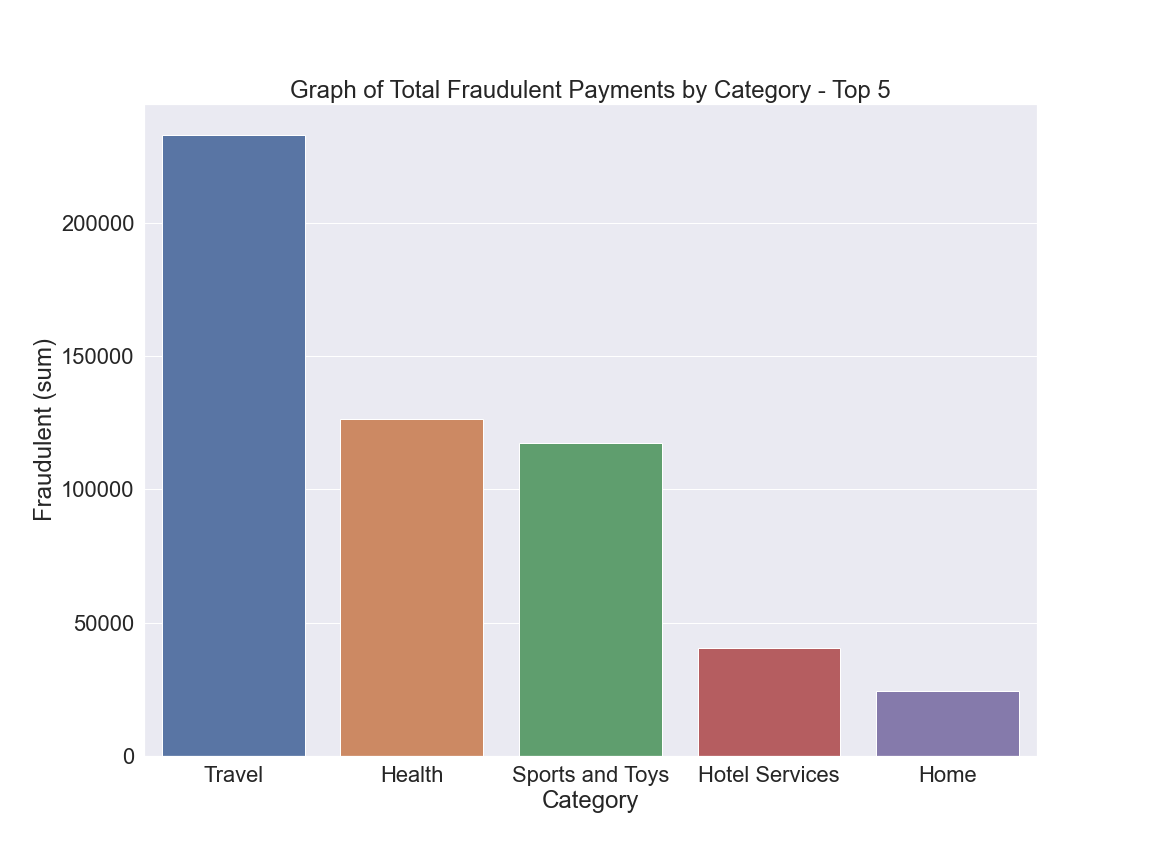 Graph of Total Fraudulent Payments by Category - Top 5
Fraudulent (sum)
200000
150000
100000
50000
0
Travel Health Sports and Toys Hotel Services Home
Category